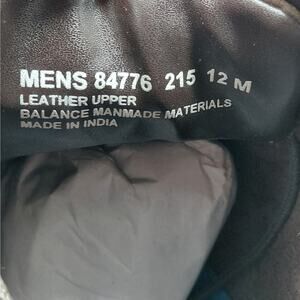 MENS 84776 215 12 M
LEATHER UPPER
BALANCE MANMADE MATERIALS
MADE IN INDIA